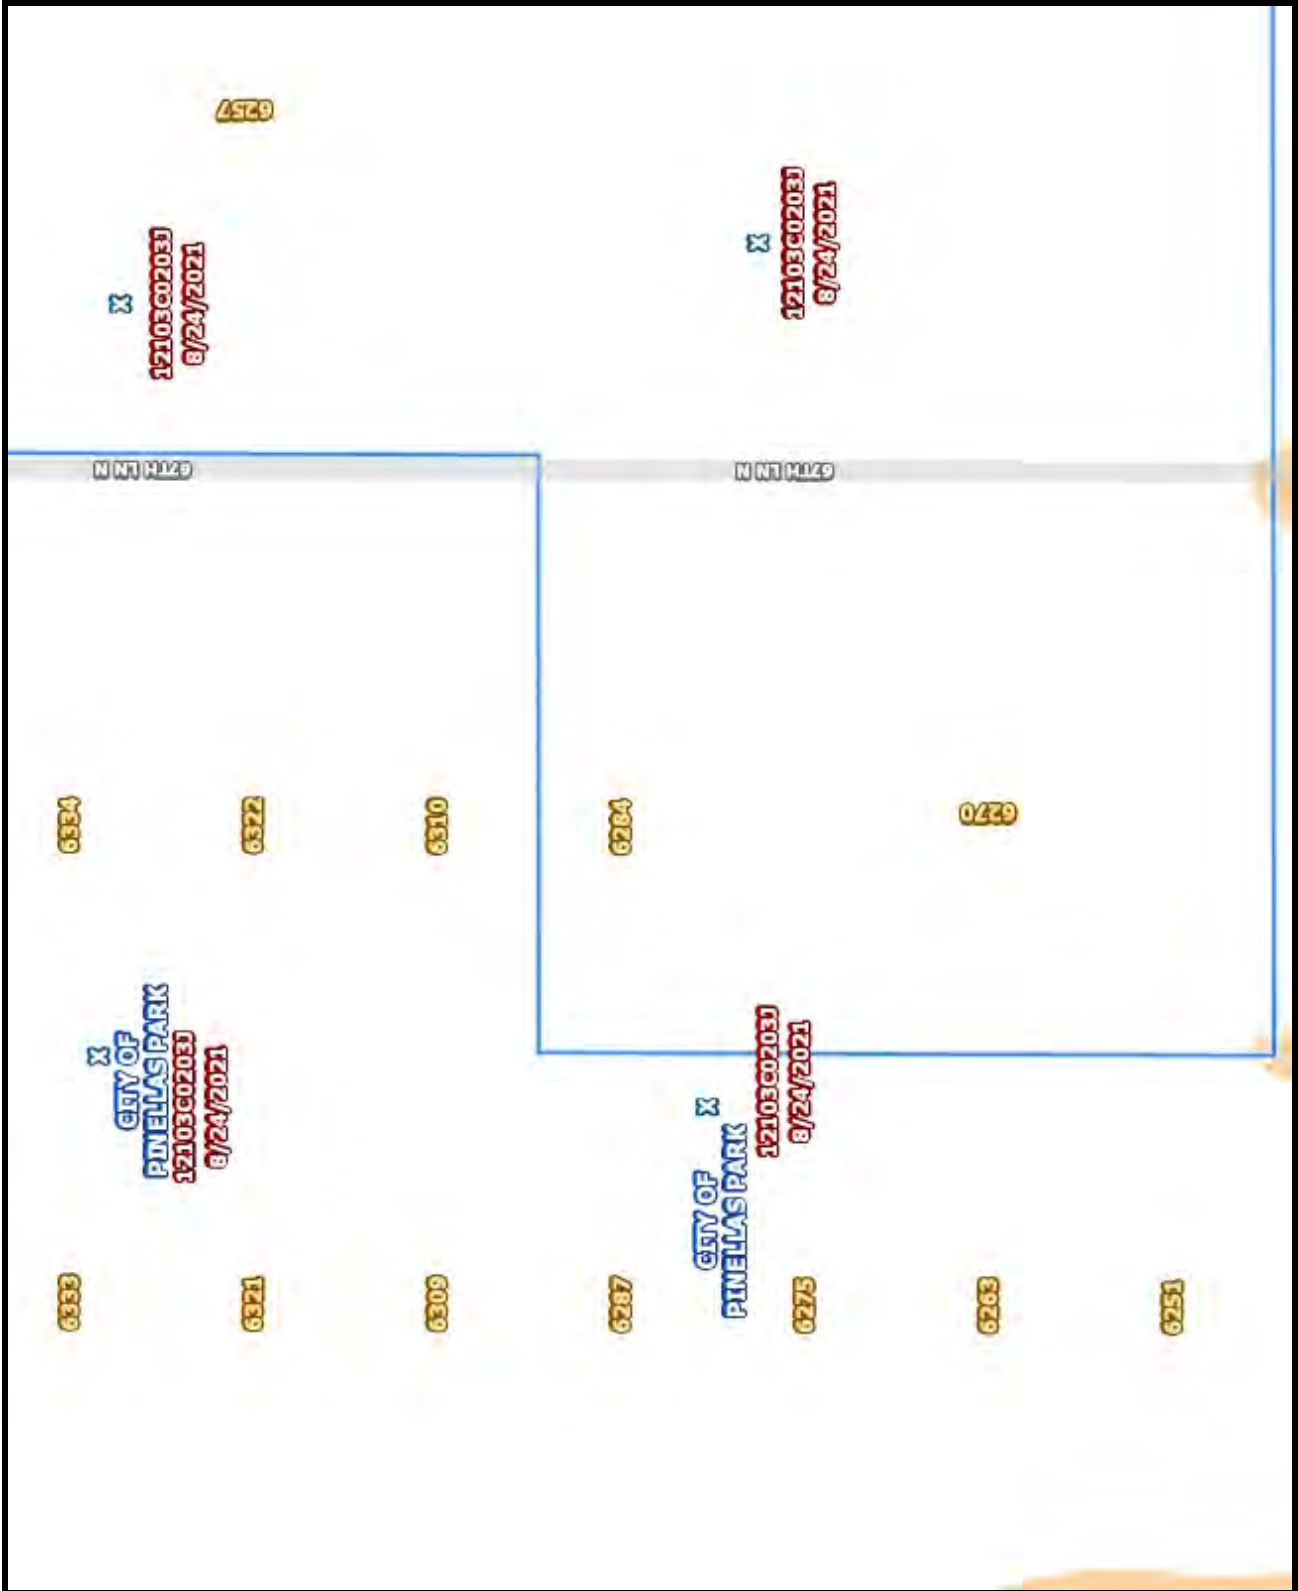 6257
X
12103C0203J
8/24/2021
X
12103C0203J
8/24/2021
67TH LN N
67TH LN N
6334
6322
6310
6284
6270
X
CITY OF
PINELLAS PARK
12103C0203J
8/24/2021
12103C0203J
8/24/2021
X
CITY OF
PINELLAS PARK
6333
6321
6309
6287
6275
6263
6251